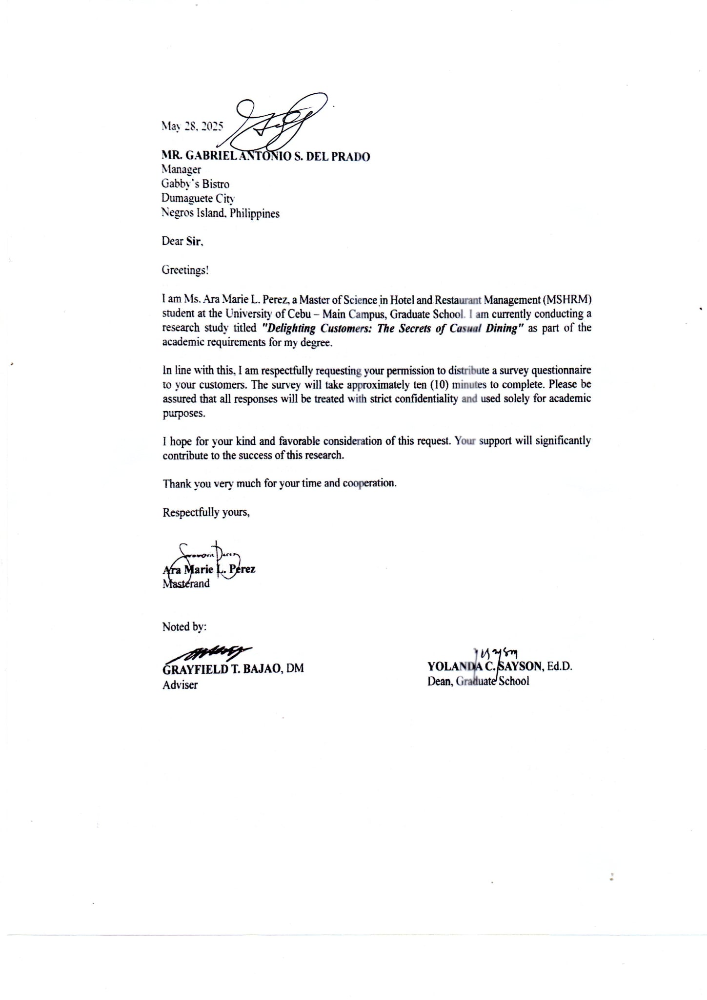 May 28, 2025
MR. GABRIEL ANTONIO S. DEL PRADO
Manager
Gabby's Bistro
Dumaguete City
Negros Island, Philippines
Dear Sir,
Greetings!
I am Ms. Ara Marie L. Perez, a Master of Science in Hotel and Restaurant Management (MSHRM)
student at the University of Cebu – Main Campus, Graduate School. I am currently conducting a
research study titled "Delighting Customers: The Secrets of Casual Dining" as part of the
academic requirements for my degree.
In line with this, I am respectfully requesting your permission to distribute a survey questionnaire
to your customers. The survey will take approximately ten (10) minutes to complete. Please be
assured that all responses will be treated with strict confidentiality and used solely for academic
purposes.
I hope for your kind and favorable consideration of this request. Your support will significantly
contribute to the success of this research.
Thank you very much for your time and cooperation.
Respectfully yours,
Ara Marie L. Perez
Masterand
Noted by:
GRAYFIELD T. BAJAO, DM
Adviser
YOLANDA C. SAYSON, Ed.D.
Dean, Graduate School